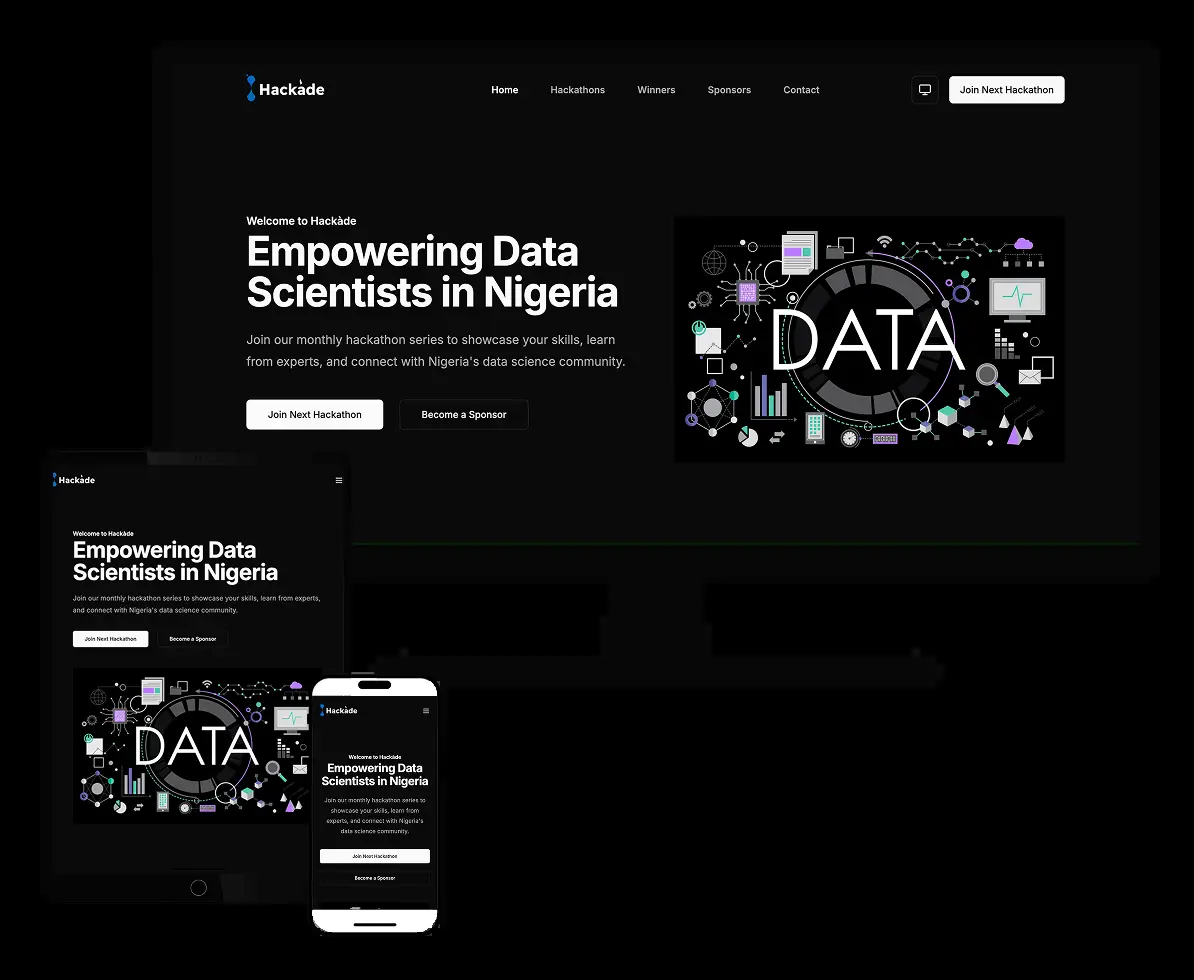 Hackàde
Home
Hackathons
Winners
Sponsors
Contact
Join Next Hackathon
Welcome to Hackàde
Empowering Data
Scientists in Nigeria
Join our monthly hackathon series to showcase your skills, learn
from experts, and connect with Nigeria's data science community.
Join Next Hackathon
Become a Sponsor
DATA
Hackàde
Welcome to Hackàde
Empowering Data
Scientists in Nigeria
Join our monthly hackathon series to showcase your skills, learn from experts,
and connect with Nigeria's data science community.
Join Next Hackathon
Become a Sponsor
DATA
Hackàde
Welcome to Hackàde
Empowering Data
Scientists in Nigeria
Join our monthly hackathon series to
showcase your skills, learn from
experts, and connect with Nigeria's
data science community.
Join Next Hackathon
Become a Sponsor